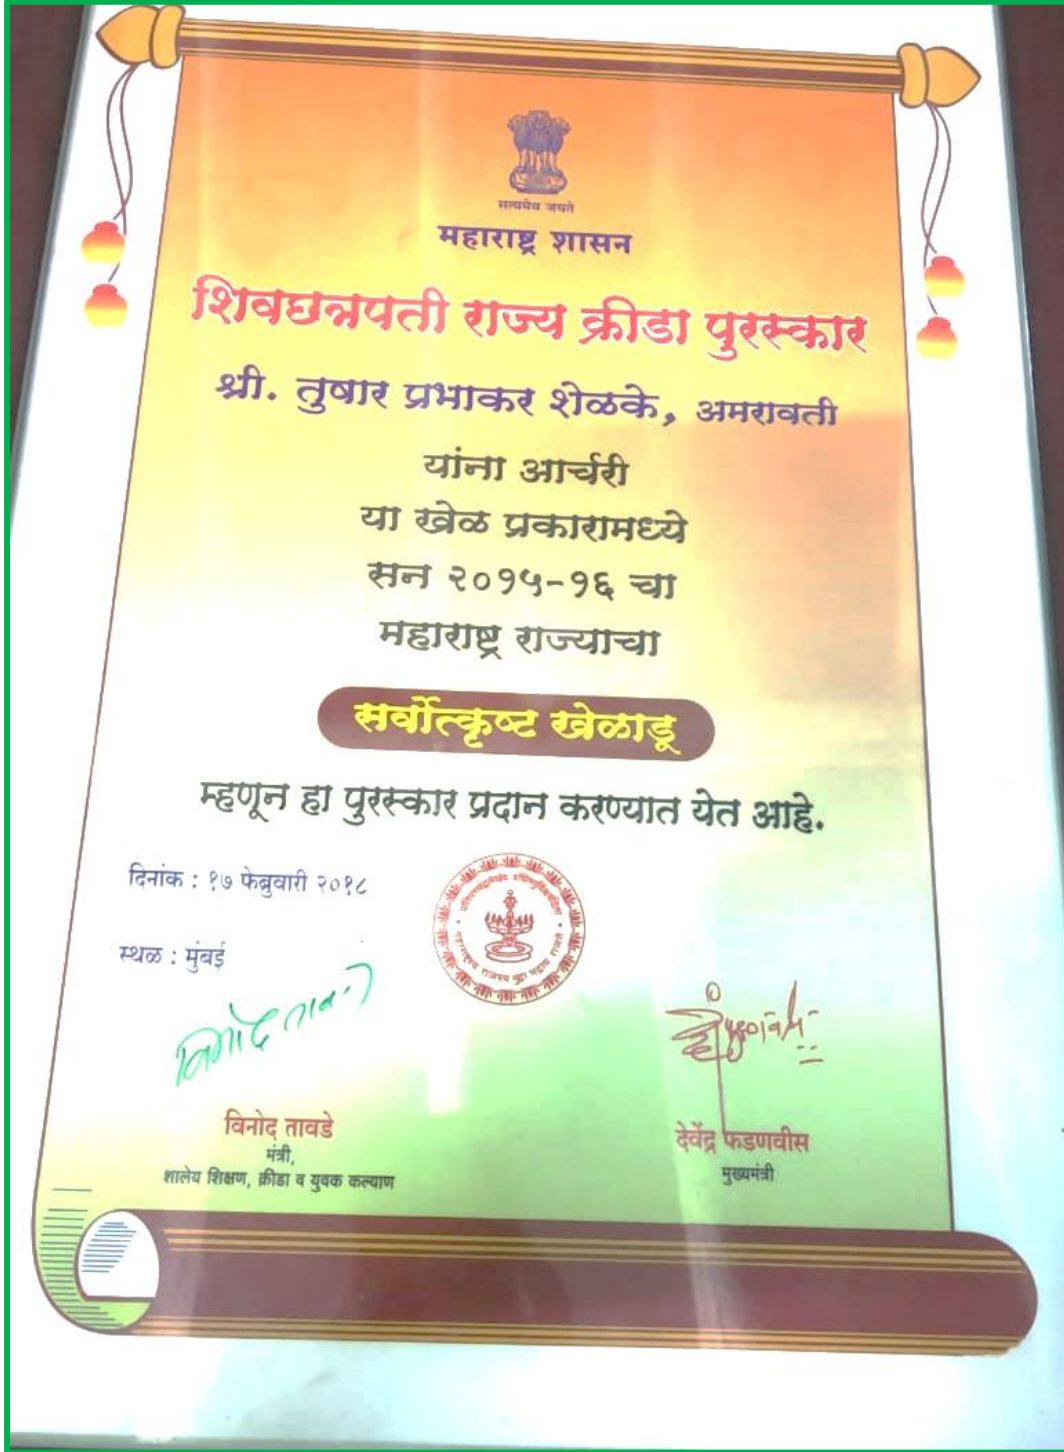 सत्यमेव जयते
महाराष्ट्र शासन
शिवछत्रपती राज्य क्रीडा पुरस्कार
श्री. तुषार प्रभाकर शेळके, अमरावती
यांना आर्चरी
या खेळ प्रकारामध्ये
सन २०१५-१६ चा
महाराष्ट्र राज्याचा
सर्वोत्कृष्ट खेळाडू
म्हणून हा पुरस्कार प्रदान करण्यात येत आहे.
दिनांक : १७ फेब्रुवारी २०१८
स्थळ : मुंबई
विनोद तावडे
मंत्री,
शालेय शिक्षण, क्रीडा व युवक कल्याण
देवेंद्र फडणवीस
मुख्यमंत्री